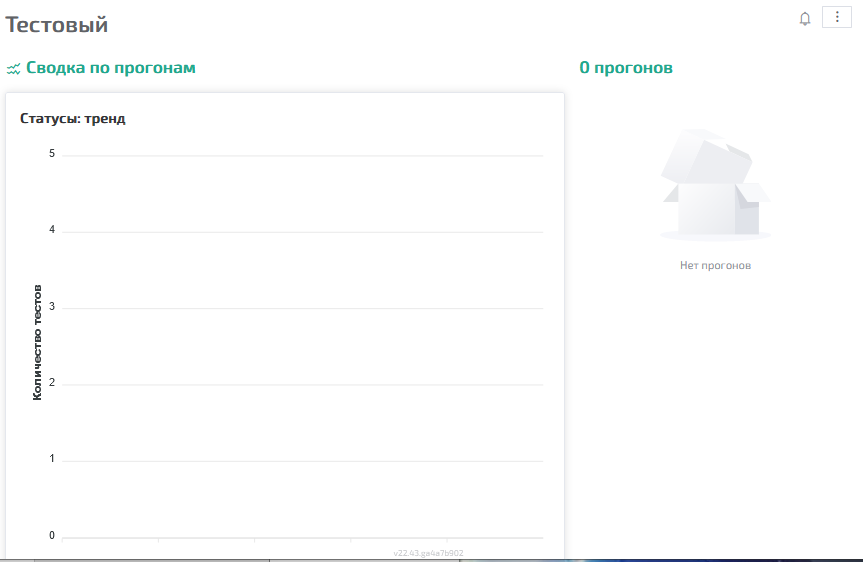 Тестовый
Сводка по прогонам
0 прогонов
Статусы: тренд
5
4
3
2
1
0
Количество тестов
Нет прогонов
v22.43.ga4a7b902